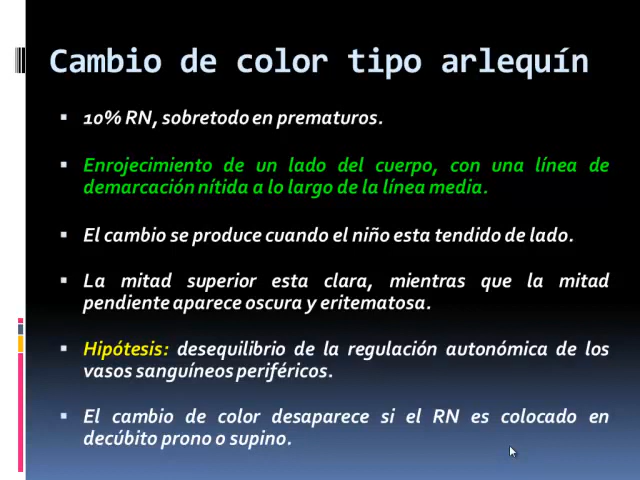 Cambio de color tipo arlequín
10% RN, sobretodo en prematuros.
Enrojecimiento de un lado del cuerpo, con una línea de
demarcación nítida a lo largo de la línea media.
El cambio se produce cuando el niño esta tendido de lado.
La mitad superior esta clara, mientras que la mitad
pendiente aparece oscura y eritematosa.
Hipótesis: desequilibrio de la regulación autonómica de los
vasos sanguíneos periféricos.
El cambio de color desaparece si el RN es colocado en
decúbito prono o supino.